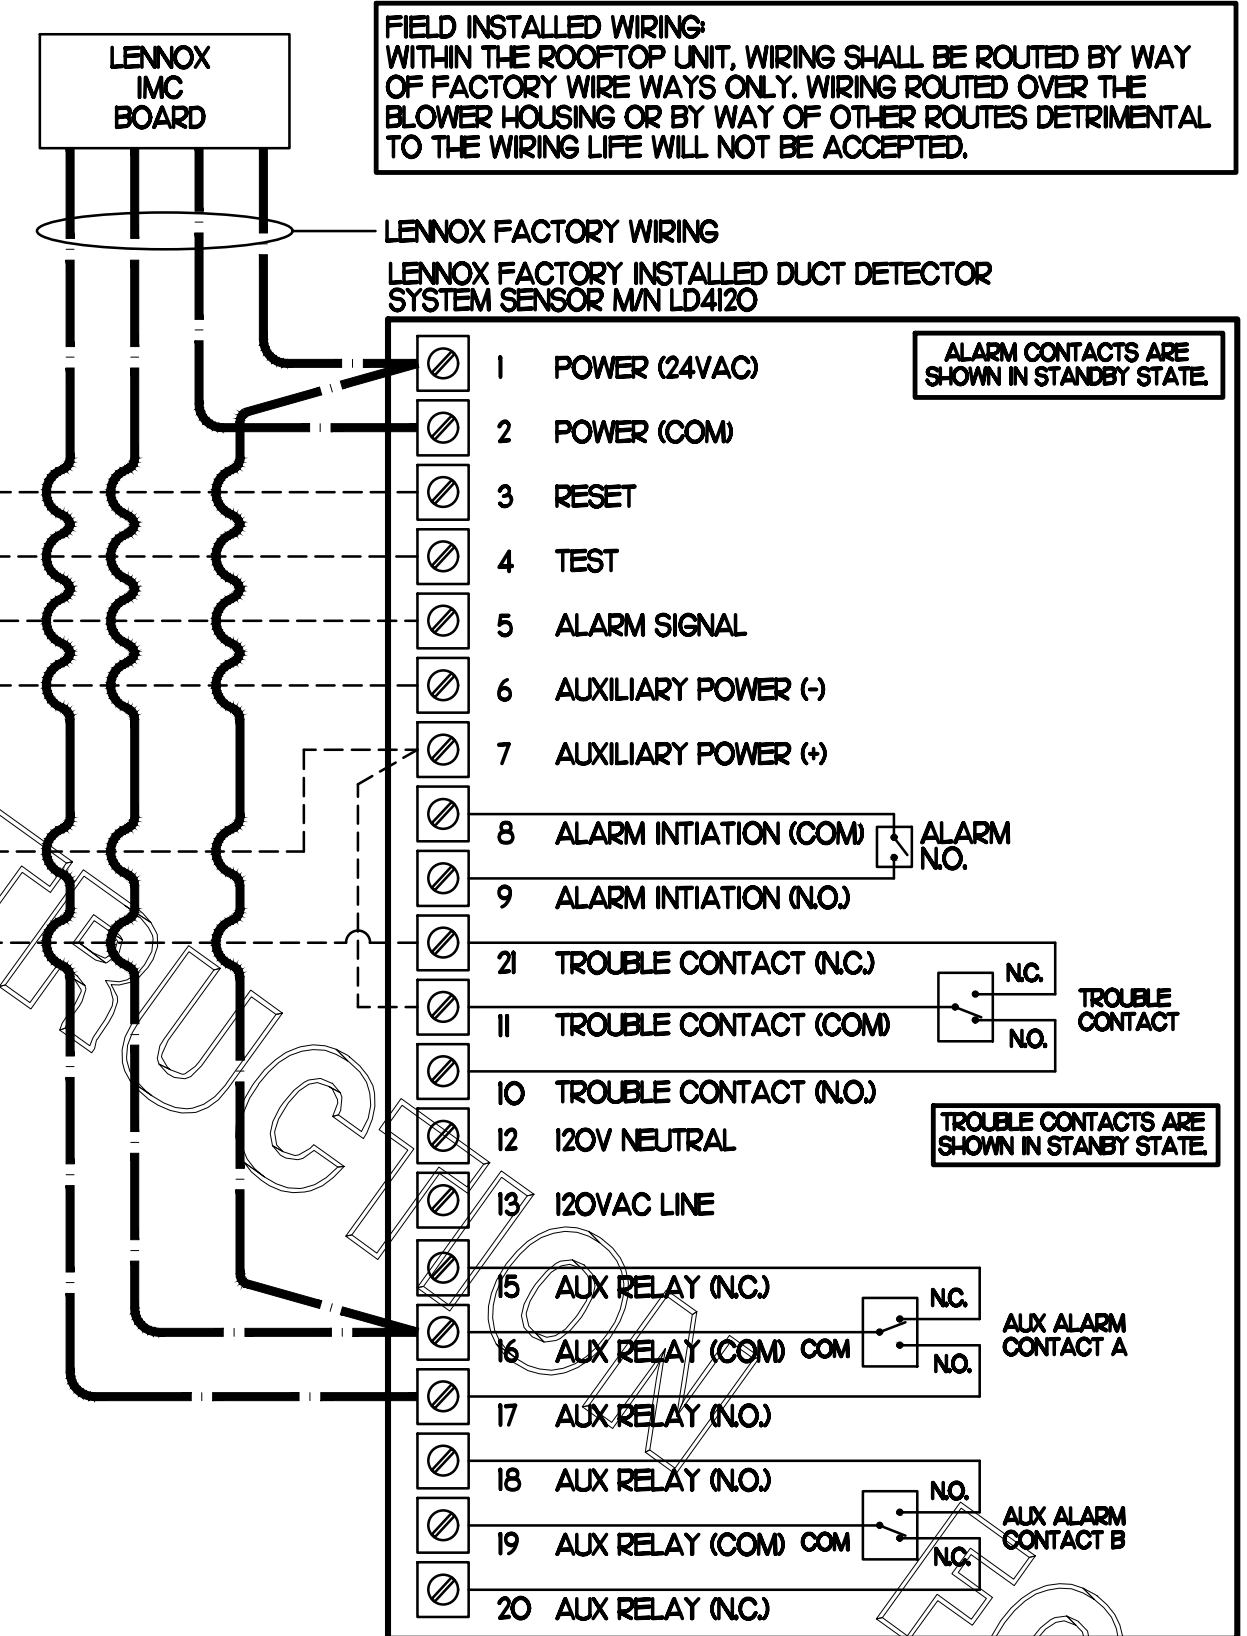 FIELD INSTALLED WIRING:
WITHIN THE ROOFTOP UNIT, WIRING SHALL BE ROUTED BY WAY
OF FACTORY WIRE WAYS ONLY. WIRING ROUTED OVER THE
BLOWER HOUSING OR BY WAY OF OTHER ROUTES DETRIMENTAL
TO THE WIRING LIFE WILL NOT BE ACCEPTED.
LENNOX
IMC
BOARD
LENNOX FACTORY WIRING
LENNOX FACTORY INSTALLED DUCT DETECTOR
SYSTEM SENSOR M/N LD4120
ALARM CONTACTS ARE
SHOWN IN STANDBY STATE.
1 POWER (24VAC)
2 POWER (COM)
3 RESET
4 TEST
5 ALARM SIGNAL
6 AUXILIARY POWER (-)
7 AUXILIARY POWER (+)
8 ALARM INTIATION (COM)
ALARM
N.O.
9 ALARM INTIATION (N.O.)
21 TROUBLE CONTACT (N.C.)
N.C.
TROUBLE
CONTACT
11 TROUBLE CONTACT (COM)
N.O.
10 TROUBLE CONTACT (N.O.)
TROUBLE CONTACTS ARE
SHOWN IN STANBY STATE.
12 120V NEUTRAL
13 120VAC LINE
15 AUX RELAY (N.C.)
N.C.
AUX ALARM
CONTACT A
16 AUX RELAY (COM) COM
N.O.
17 AUX RELAY (N.O.)
18 AUX RELAY (N.O.)
N.O.
AUX ALARM
CONTACT B
19 AUX RELAY (COM) COM
N.C.
20 AUX RELAY (N.C.)
TRUCTION
FO